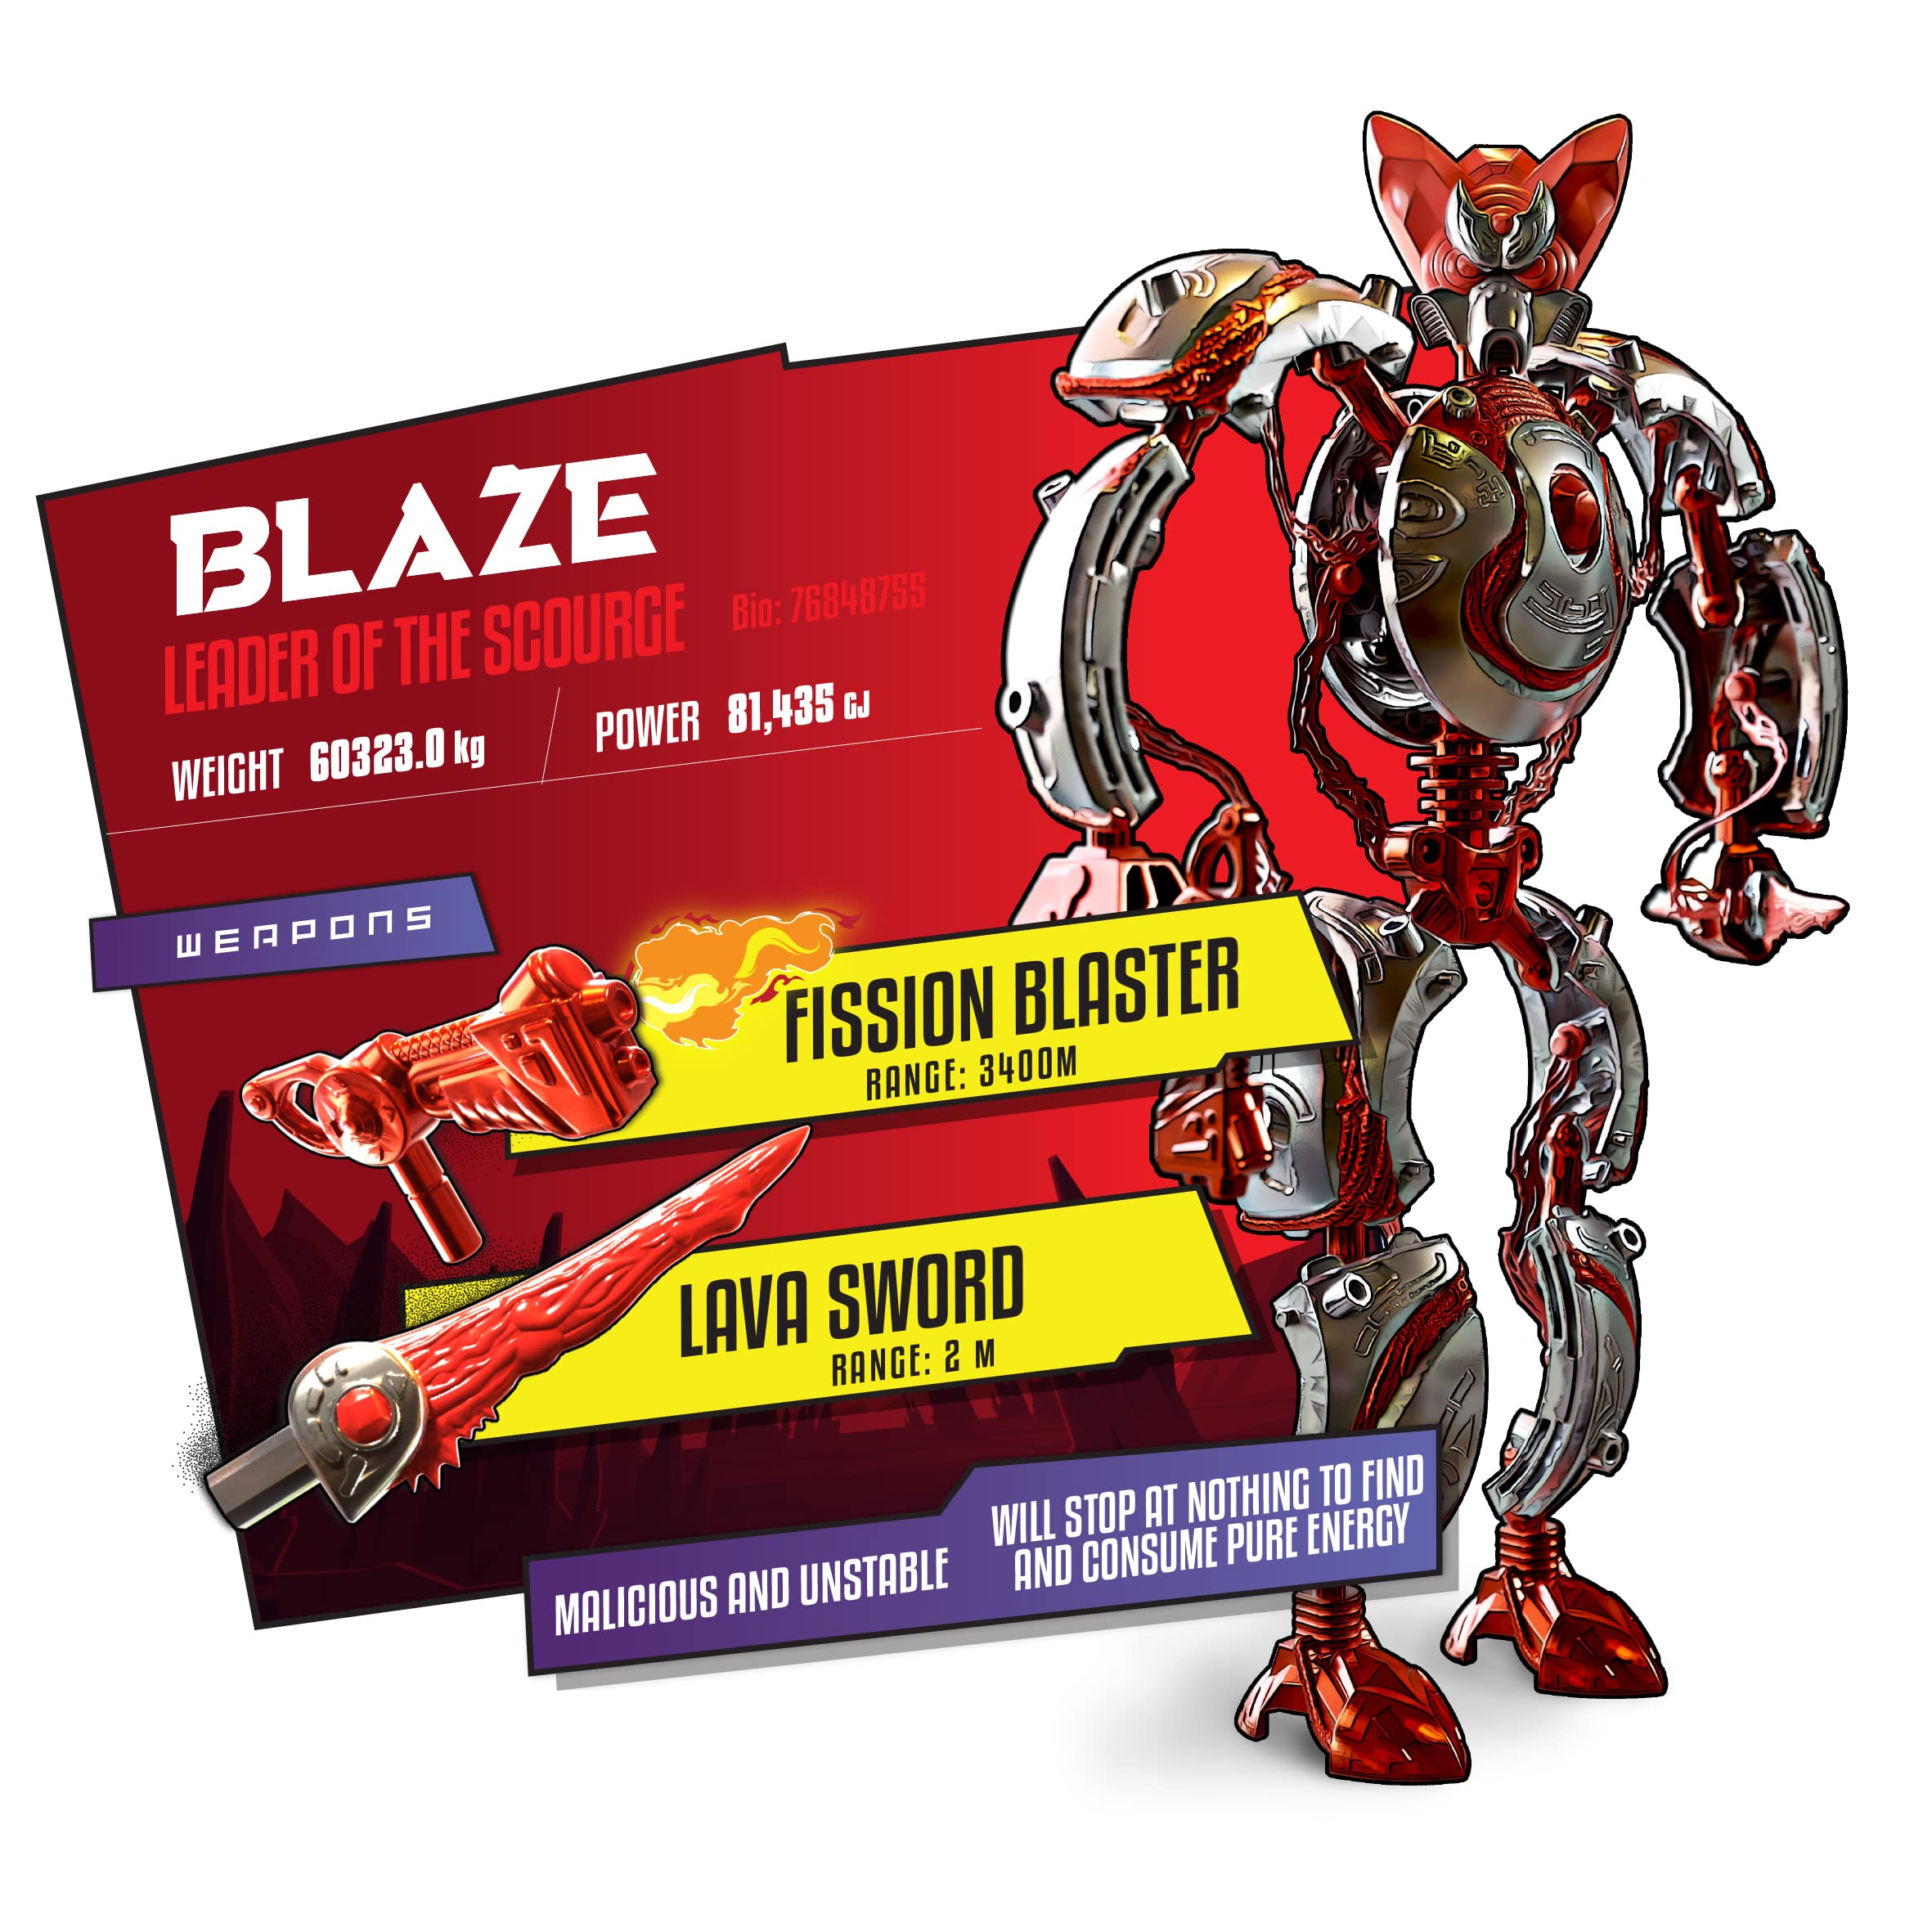 BLAZE
LEADER OF THE SCOURGE
Bio: 76848755
WEIGHT 60323.0 kg
POWER 81,435 GJ
WEAPONS
FISSION BLASTER
RANGE: 3400M
LAVA SWORD
RANGE: 2 M
MALICIOUS AND UNSTABLE
WILL STOP AT NOTHING TO FIND
AND CONSUME PURE ENERGY